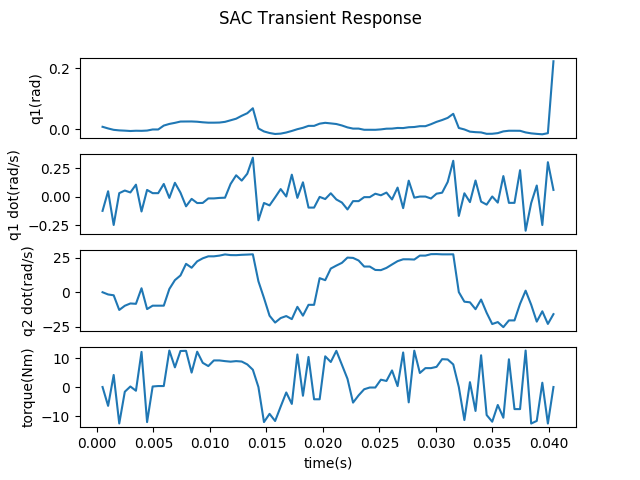 SAC Transient Response
q1(rad)
0.2
0.0
q1 dot(rad/s)
0.25
0.00
−0.25
q2 dot(rad/s)
25
0
−25
torque(Nm)
10
0
−10
0.000 0.005 0.010 0.015 0.020 0.025 0.030 0.035 0.040
time(s)